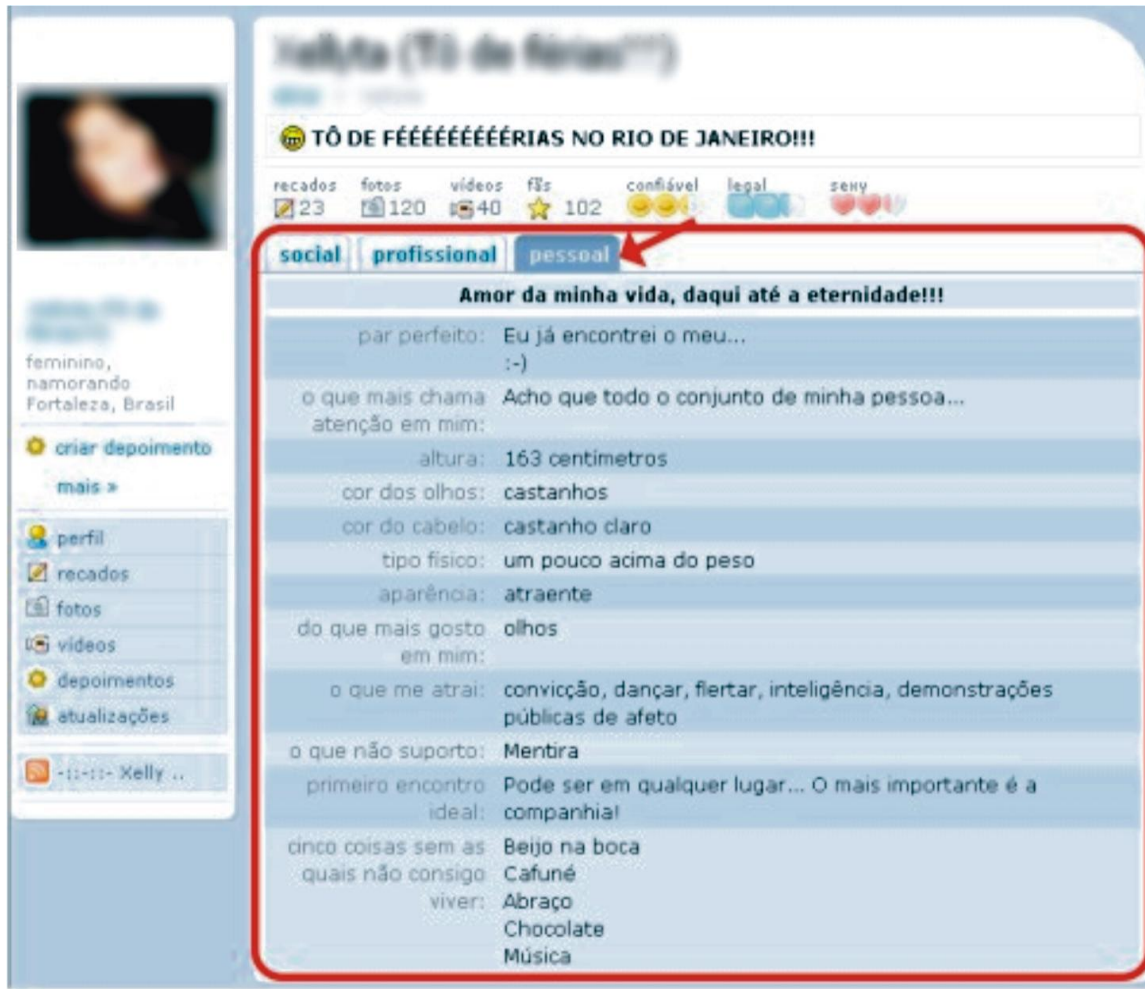 Xellyta (Tô de férias!!!)
TÔ DE FÉÉÉÉÉÉÉÉÉRIAS NO RIO DE JANEIRO!!!
recados fotos vídeos fãs confiável legal sexy
23 120 40 102
social profissional pessoal
Amor da minha vida, daqui até a eternidade!!!
par perfeito: Eu já encontrei o meu...
:-)
o que mais chama Acho que todo o conjunto de minha pessoa...
atenção em mim:
altura: 163 centímetros
cor dos olhos: castanhos
cor do cabelo: castanho claro
tipo físico: um pouco acima do peso
aparência: atraente
do que mais gosto olhos
em mim:
o que me atrai: convicção, dançar, flertar, inteligência, demonstrações
públicas de afeto
o que não suporto: Mentira
primeiro encontro Pode ser em qualquer lugar... O mais importante é a
ideal: companhia!
cinco coisas sem as Beijo na boca
quais não consigo Cafuné
viver: Abraço
Chocolate
Música
feminino,
namorando
Fortaleza, Brasil
criar depoimento
mais »
perfil
recados
fotos
vídeos
depoimentos
atualizações
-::-::- Xelly ..